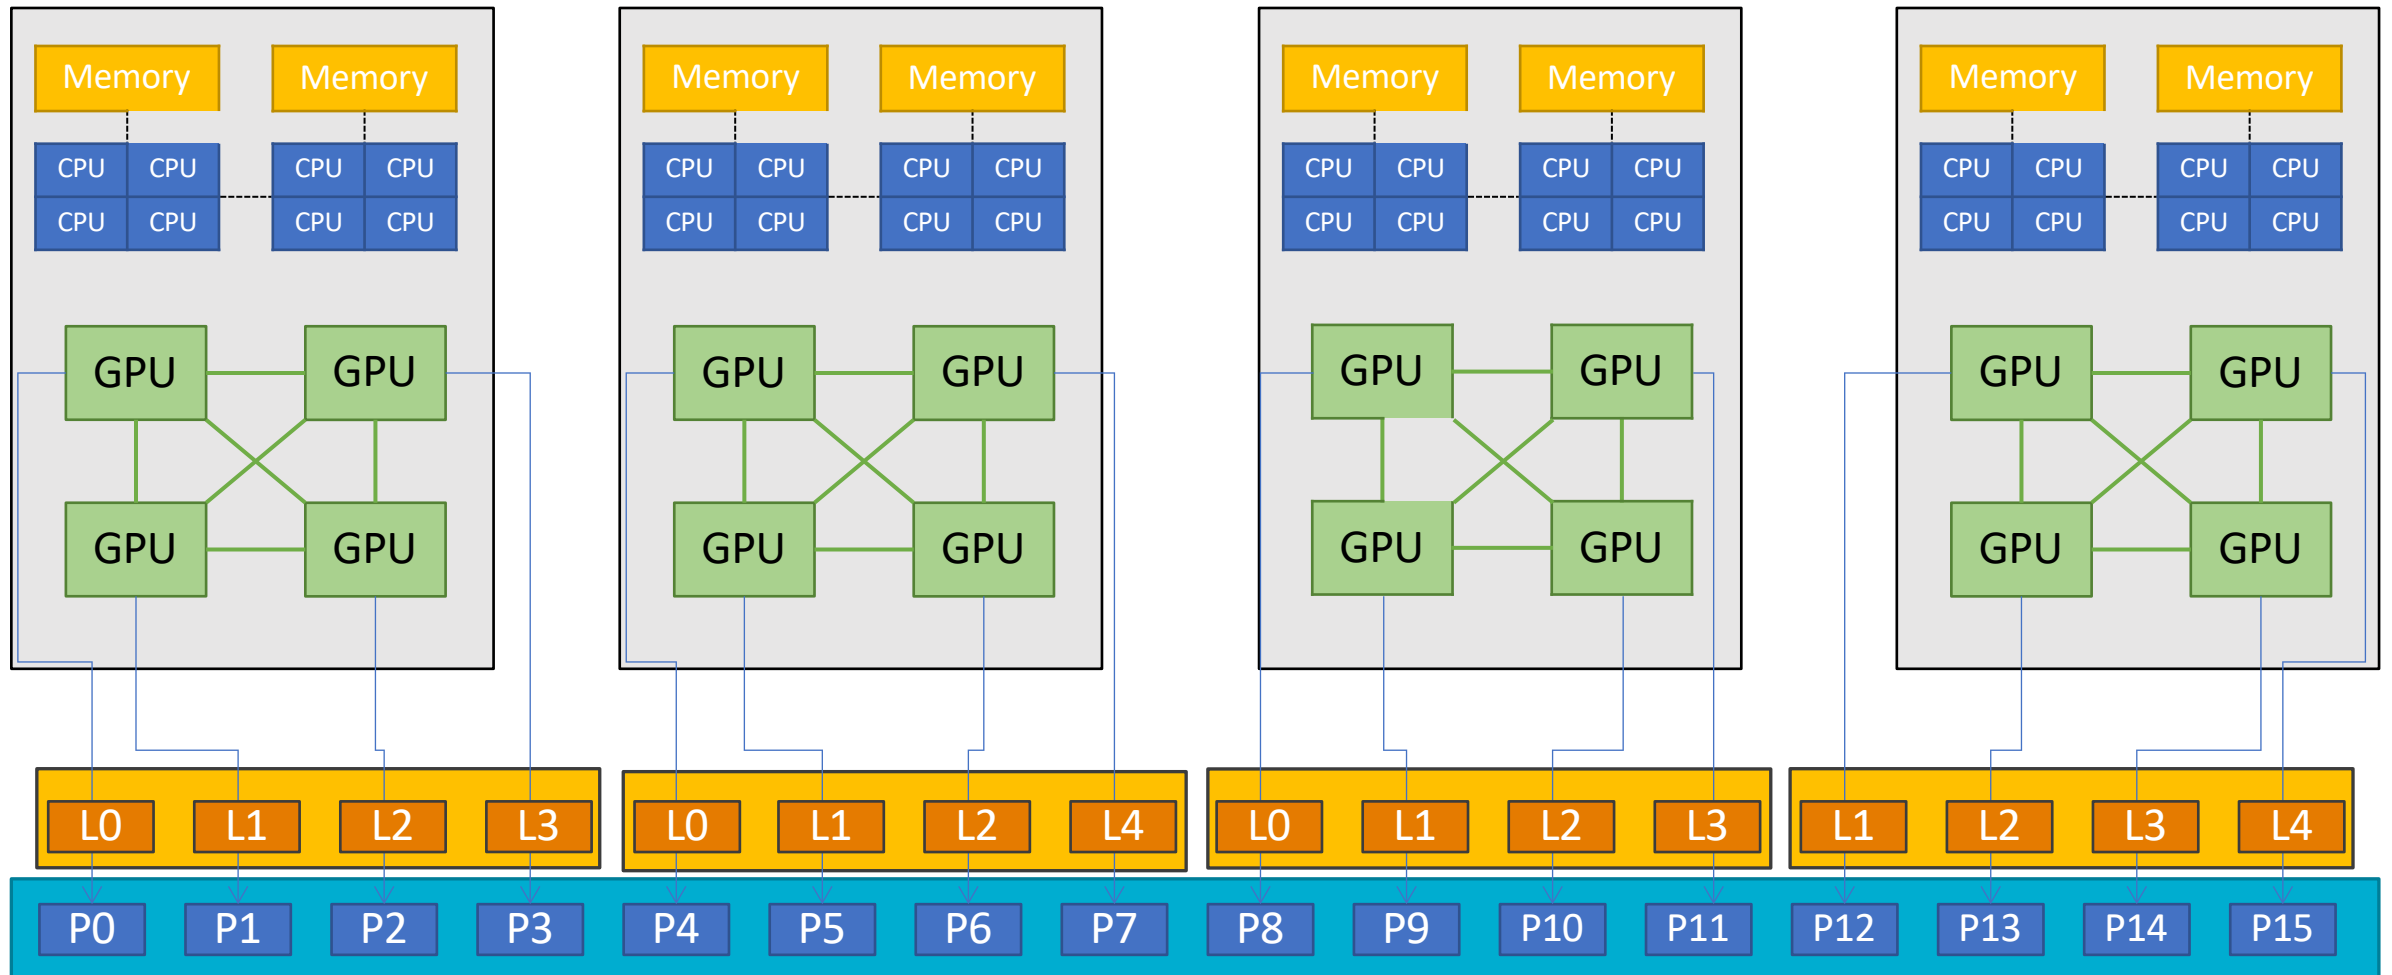 Memory Memory Memory Memory Memory Memory Memory Memory
CPU CPU CPU CPU CPU CPU CPU CPU CPU CPU CPU CPU CPU CPU CPU CPU
CPU CPU CPU CPU CPU CPU CPU CPU CPU CPU CPU CPU CPU CPU CPU CPU
GPU GPU GPU GPU GPU GPU GPU GPU
GPU GPU GPU GPU GPU GPU GPU GPU
L0 L1 L2 L3 L0 L1 L2 L4 L0 L1 L2 L3 L1 L2 L3 L4
P0 P1 P2 P3 P4 P5 P6 P7 P8 P9 P10 P11 P12 P13 P14 P15